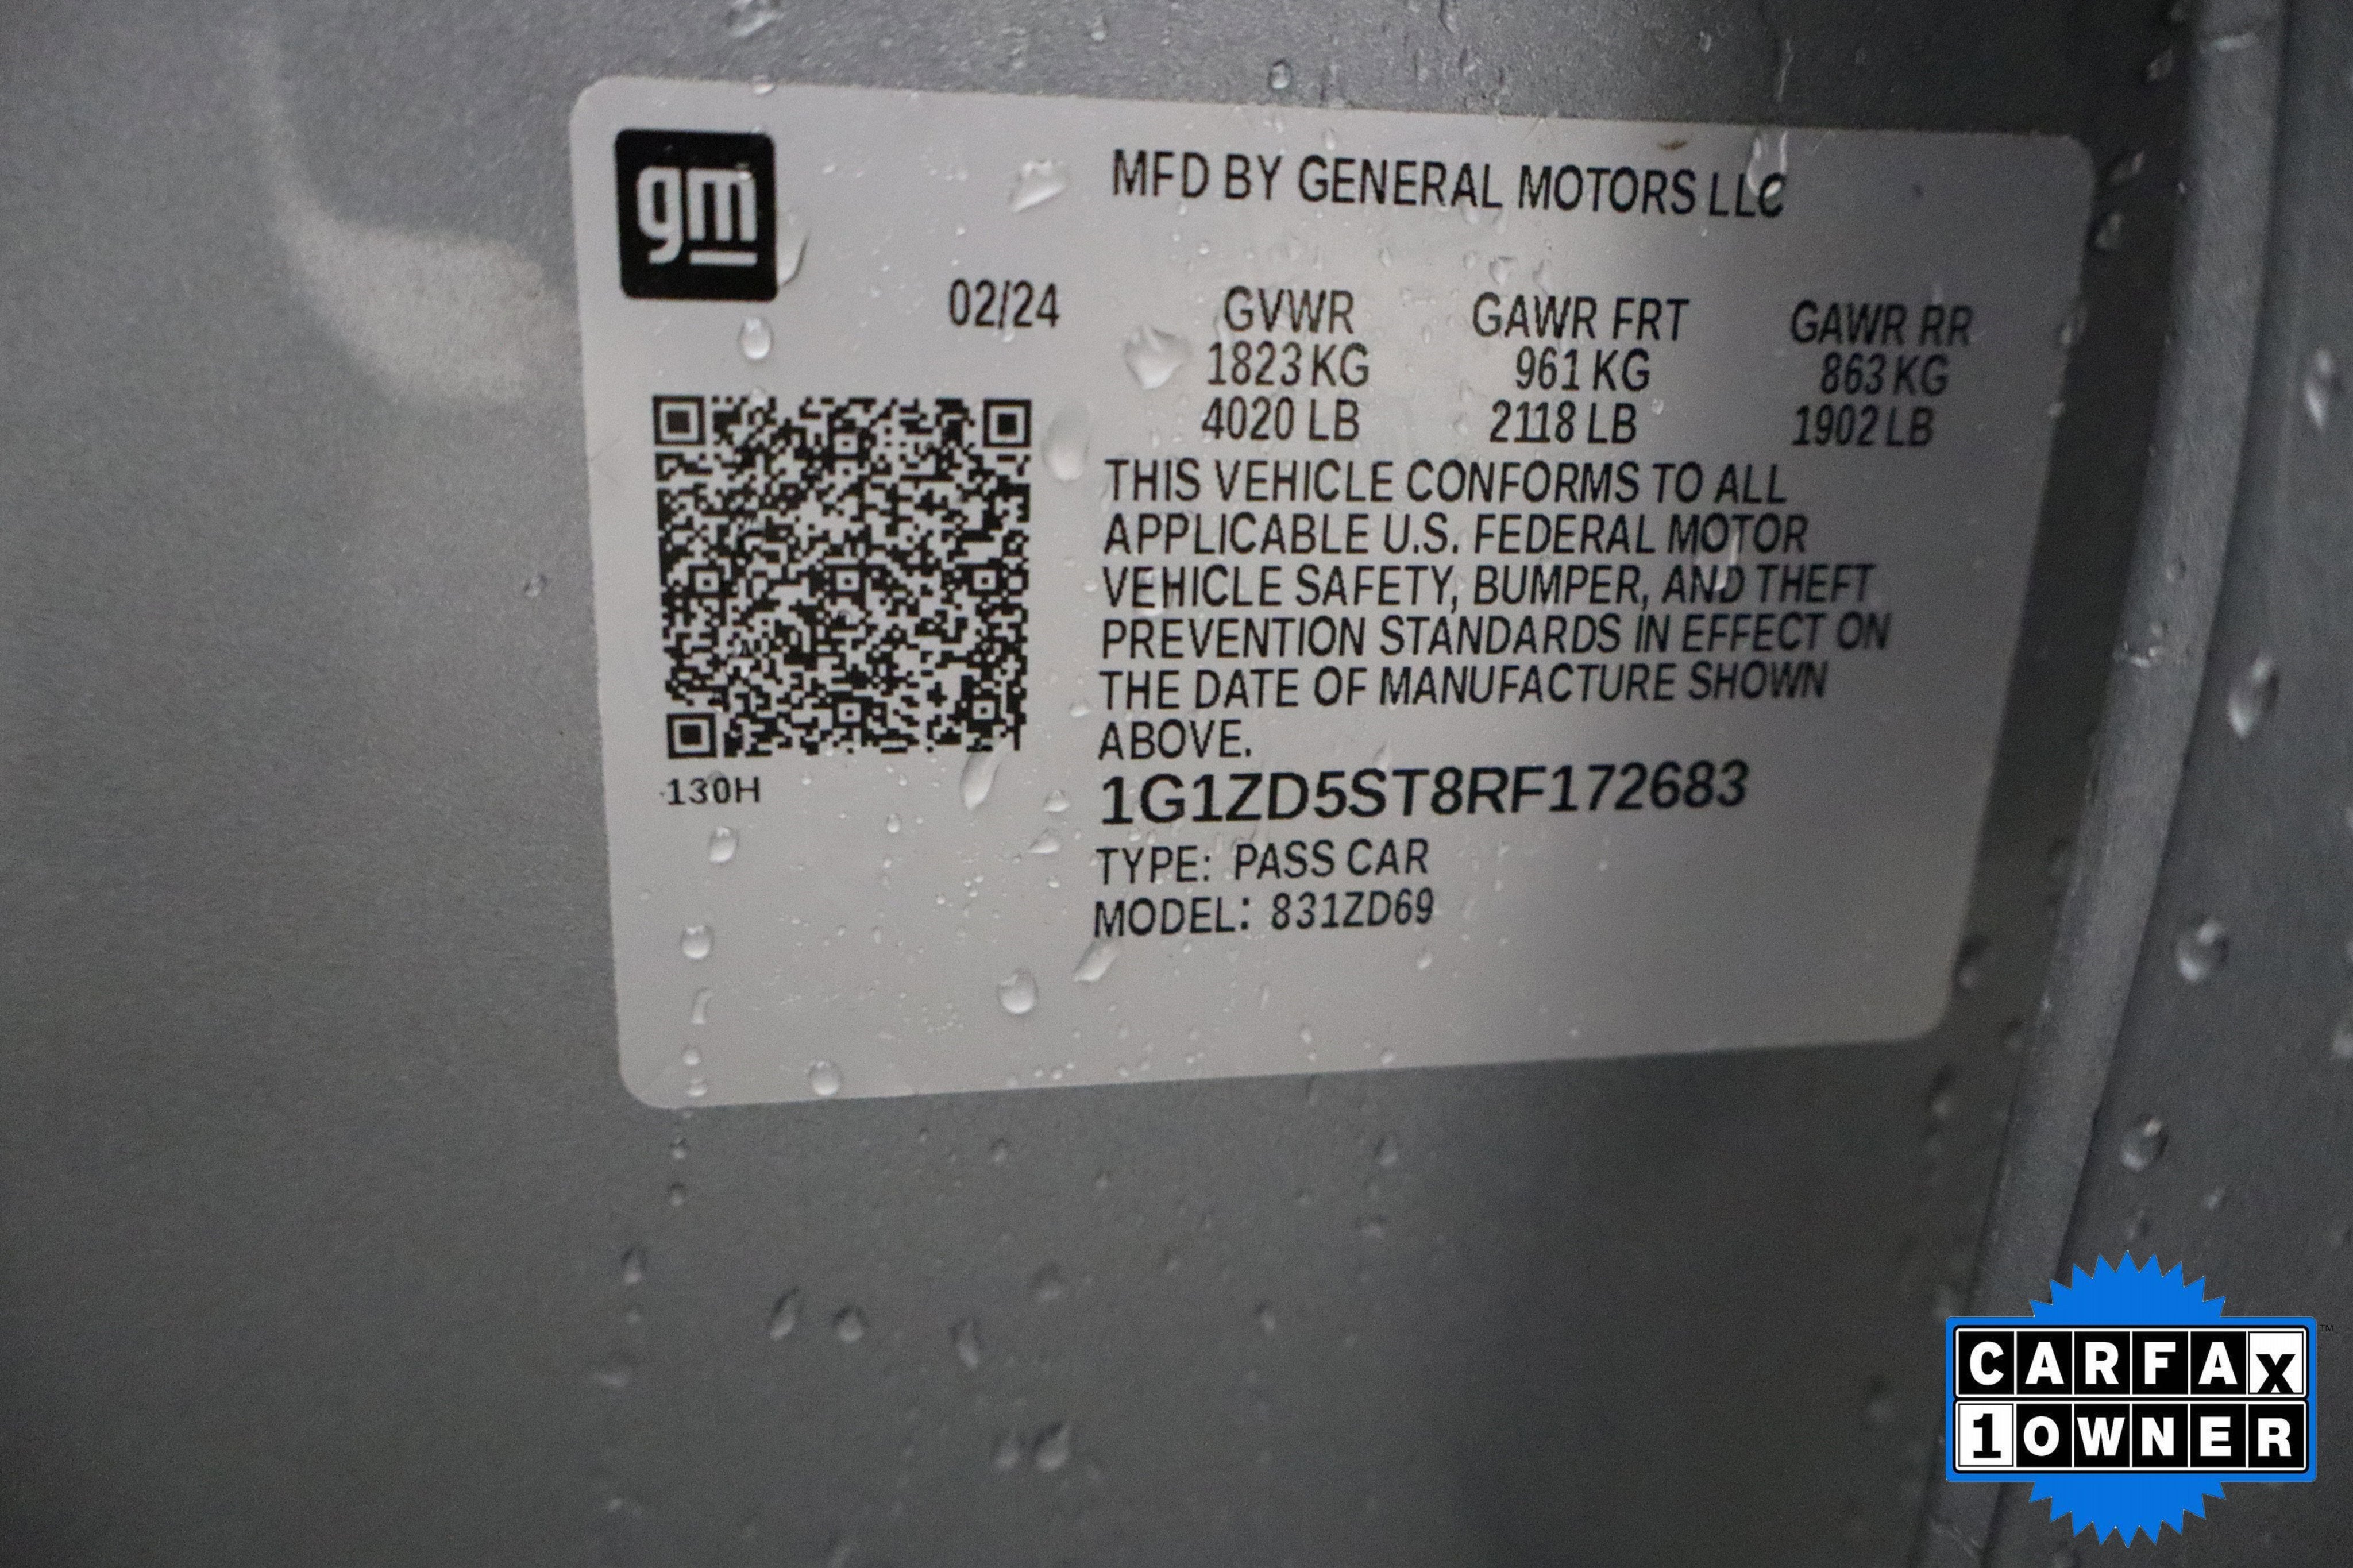 gm
MFD BY GENERAL MOTORS LLC
02/24
GVWR GAWR FRT GAWR RR
1823 KG 961 KG 863 KG
4020 LB 2118 LB 1902 LB
THIS VEHICLE CONFORMS TO ALL
APPLICABLE U.S. FEDERAL MOTOR
VEHICLE SAFETY, BUMPER, AND THEFT
PREVENTION STANDARDS IN EFFECT ON
THE DATE OF MANUFACTURE SHOWN
ABOVE.
130H
1G1ZD5ST8RF172683
TYPE: PASS CAR
MODEL: 831ZD69
CARFAX ™
1 OWNER